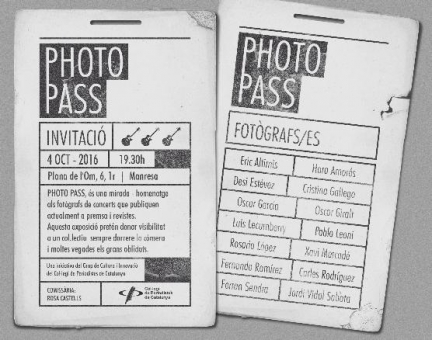 PHOTO
PASS
INVITACIÓ
4 OCT - 2016 19.30h
Plana de l'Om, 6, 1r | Manresa
PHOTO PASS, és una mirada - homenatge
als fotògrafs de concerts que publiquen
actualment a premsa i revistes.
Aquesta exposició pretén donar visibilitat
a un col.lectiu sempre darrere la càmera
i moltes vegades els grans oblidats.
Una iniciativa del Grup de Cultura i Innovació
del Col·legi de Periodistes de Catalunya
COMISSÀRIA:
ROSA CASTELLS
Col·legi
de Periodistes
de Catalunya
PHOTO
PASS
FOTÒGRAFS/ES
Eric Altimis Hara Amorós
Desi Estévez Cristina Gallego
Oscar García Oscar Giralt
Luis Lecumberry Pablo Leoni
Rosario López Xavi Mercadé
Fernando Ramírez Carles Rodríguez
Ferran Sendra Jordi Vidal Sabata